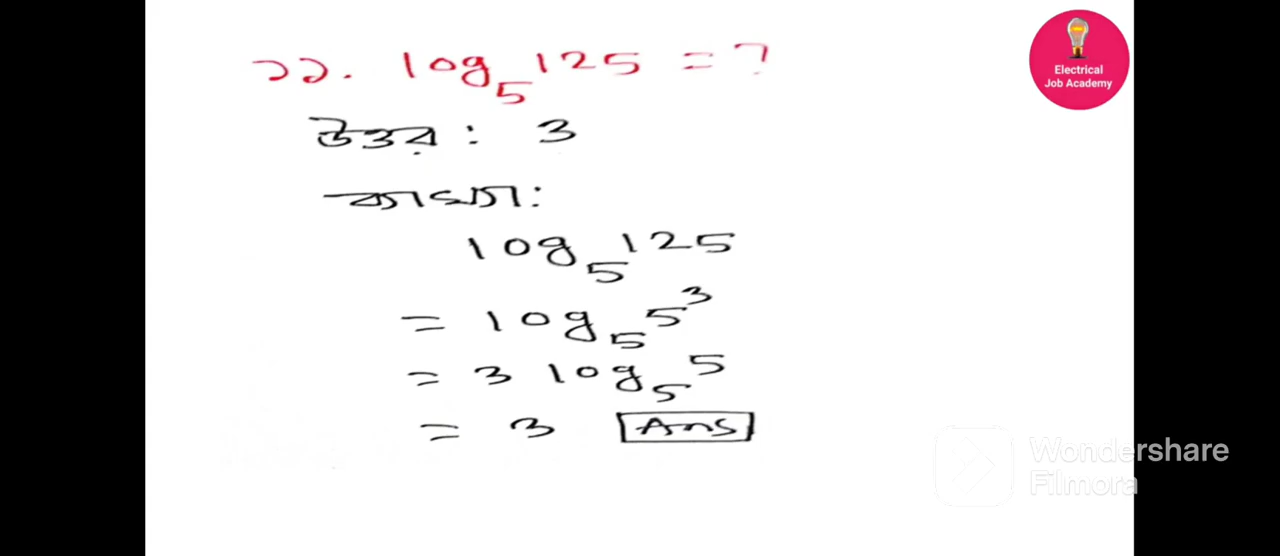 ১১. log₅125 = ?
Electrical
Job Academy
উত্তর: 3
ব্যাখ্যা:
log₅125
= log₅5³
= 3 log₅5
= 3 Ans
Wondershare
Filmora